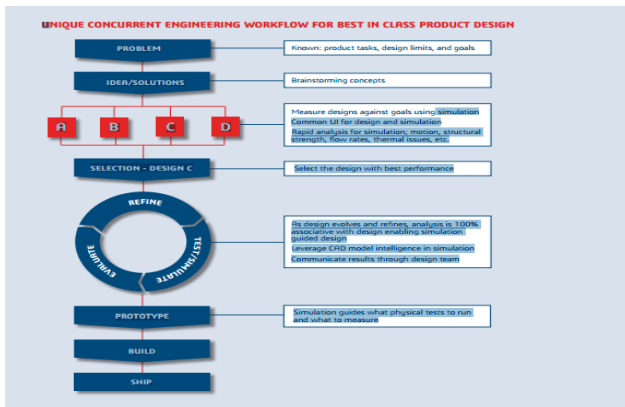 UNIQUE CONCURRENT ENGINEERING WORKFLOW FOR BEST IN CLASS PRODUCT DESIGN
PROBLEM
Known: product tasks, design limits, and goals
IDEA/SOLUTIONS
Brainstorming concepts
A B C D
Measure designs against goals using simulation
Common UI for design and simulation
Rapid analysis for simulation; motion, structural
strength, flow rates, thermal issues, etc.
SELECTION - DESIGN C
Select the design with best performance
REFINE
TEST/SIMULATE
EVALUATE
As design evolves and refines, analysis is 100%
associative with design enabling simulation
guided design
Leverage CAD model intelligence in simulation
Communicate results through design team
PROTOTYPE
Simulation guides what physical tests to run
and what to measure
BUILD
SHIP